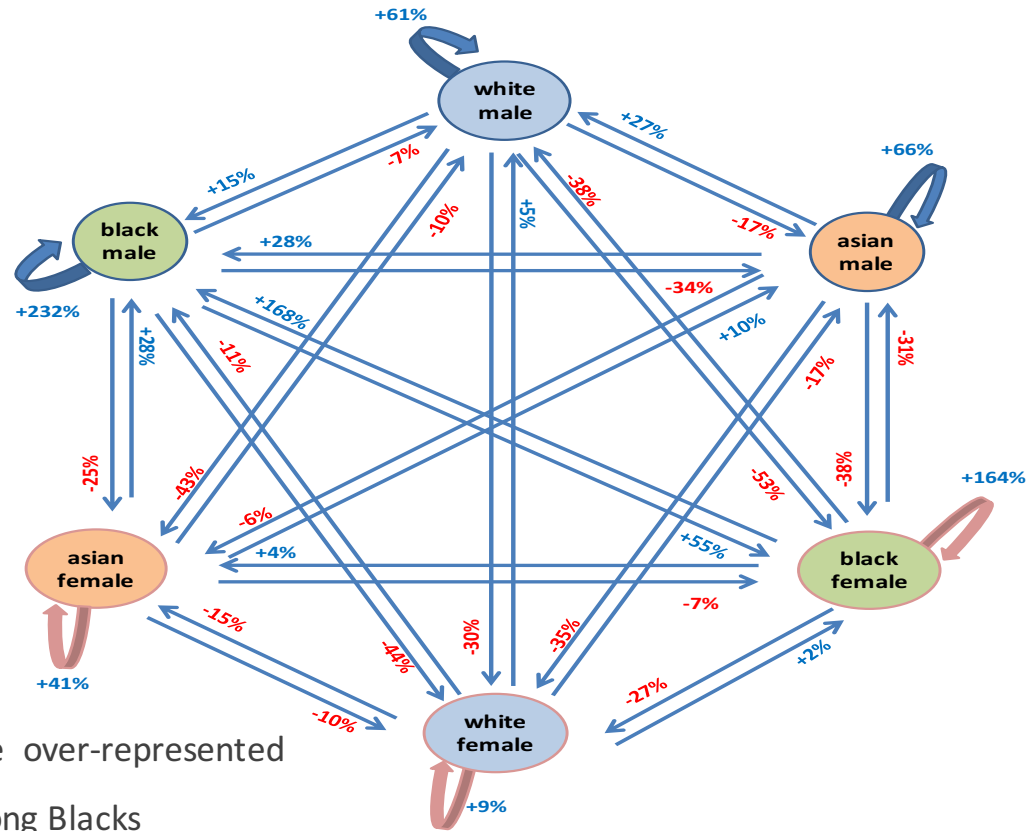 +61%
white
male
+27%
-7%
-38%
+66%
+15%
-10%
+5%
-17%
black
male
asian
male
+28%
-34%
+232%
+168%
+10%
+28%
-11%
-17%
-31%
-25%
-43%
-53%
-38%
+164%
-6%
+4%
+55%
asian
female
black
female
-7%
-15%
-44%
-30%
-35%
+2%
+41%
-27%
-10%
white
female
e over-represented
+9%
ong Blacks